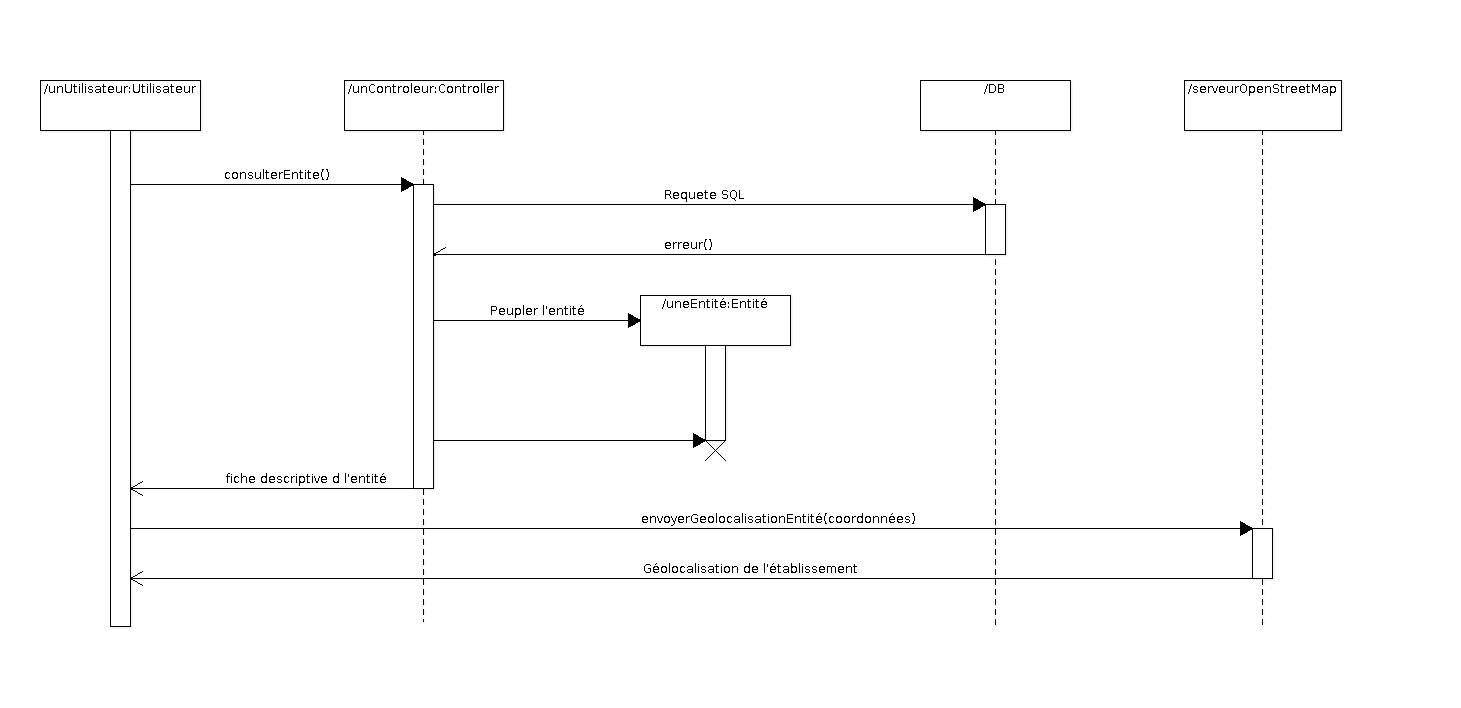 /unUtilisateur:Utilisateur
/unControleur:Controller
/DB
/serveurOpenStreetMap
consulterEntite()
Requete SQL
erreur()
/uneEntité:Entité
Peupler l'entité
fiche descriptive d l'entité
envoyerGeolocalisationEntité(coordonnées)
Géolocalisation de l'établissement